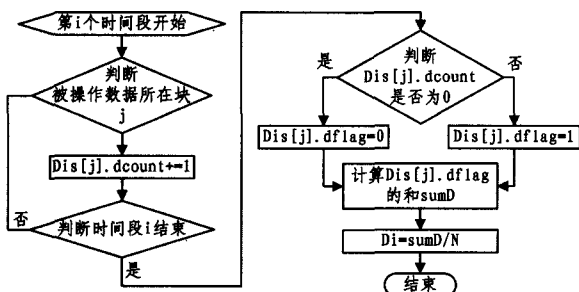 第i个时间段开始
判断
被操作数据所在块
j
Dis[j].dcount+=1
否
判断时间段i结束
是
判断
Dis[j].dcount
是否为0
是
否
Dis[j].dflag=0
Dis[j].dflag=1
计算Dis[j].dflag
的和sumD
Di=sumD/N
结束